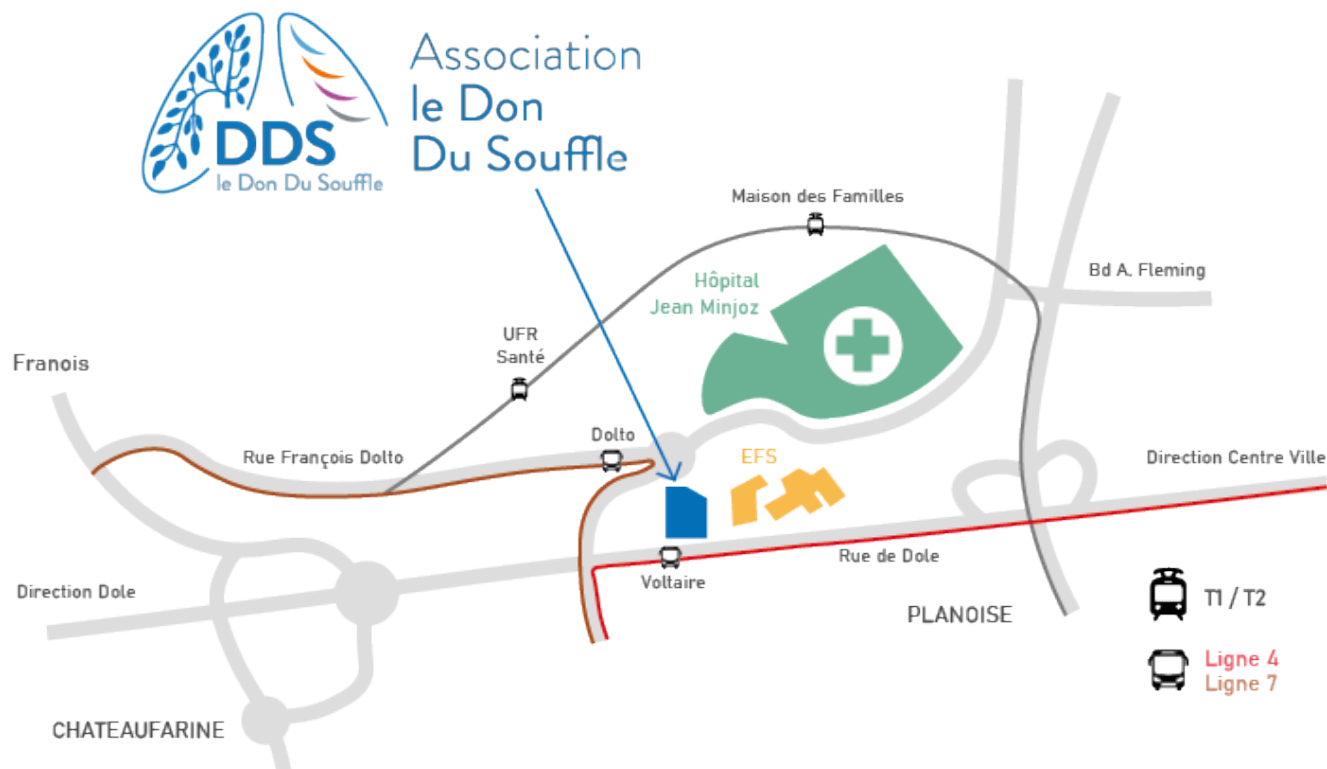 Association
le Don
Du Souffle
DDS
le Don Du Souffle
Maison des Familles
Hôpital
Jean Minjoz
Bd A. Fleming
UFR
Santé
Franois
Dolto
Rue François Dolto
EFS
Direction Centre Ville
Rue de Dole
Voltaire
Direction Dole
PLANOISE
T1 / T2
Ligne 4
Ligne 7
CHATEAUFARINE